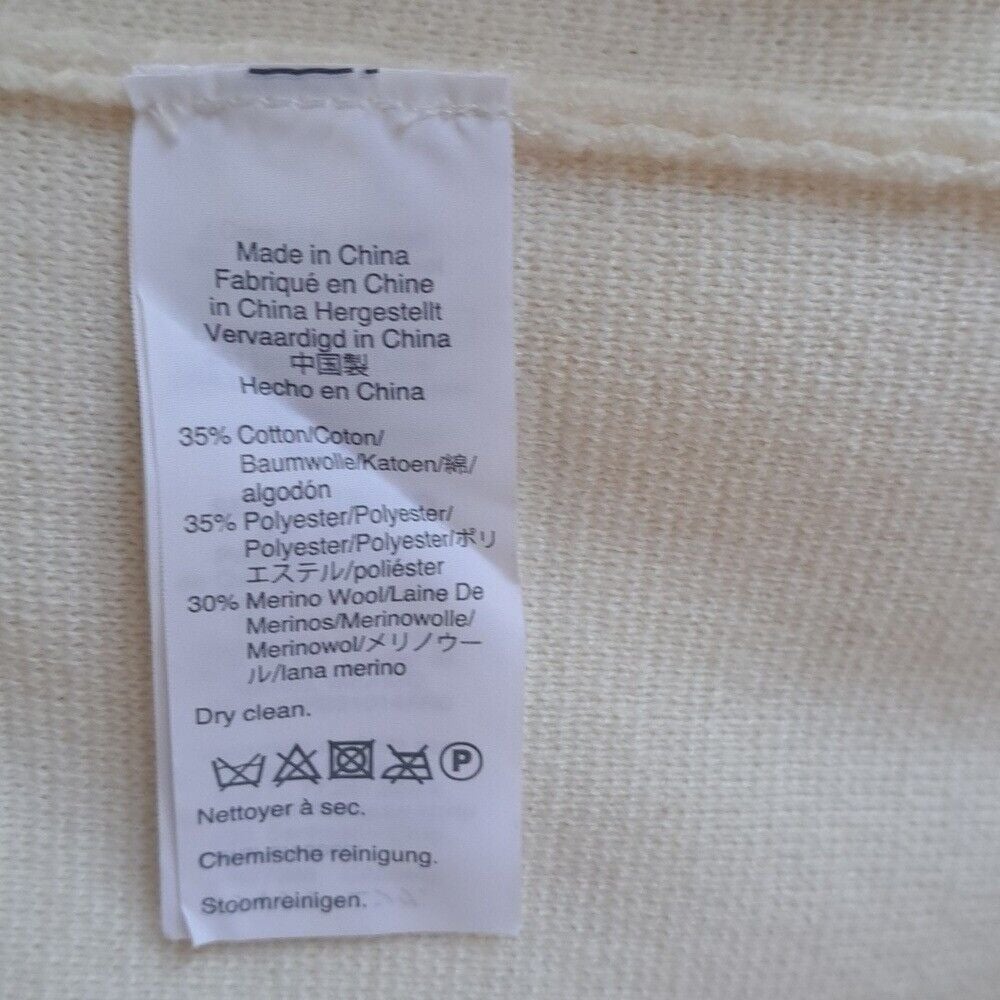 Made in China
Fabriqué en Chine
in China Hergestellt
Vervaardigd in China
中国製
Hecho en China
35% Cotton/Coton/
Baumwolle/Katoen/綿/
algodón
35% Polyester/Polyester/
Polyester/Polyester/ポリ
エステル/poliéster
30% Merino Wool/Laine De
Merinos/Merinowolle/
Merinowol/メリノウー
ル/lana merino
Dry clean.
P
Nettoyer à sec.
Chemische reinigung.
Stoomreinigen.